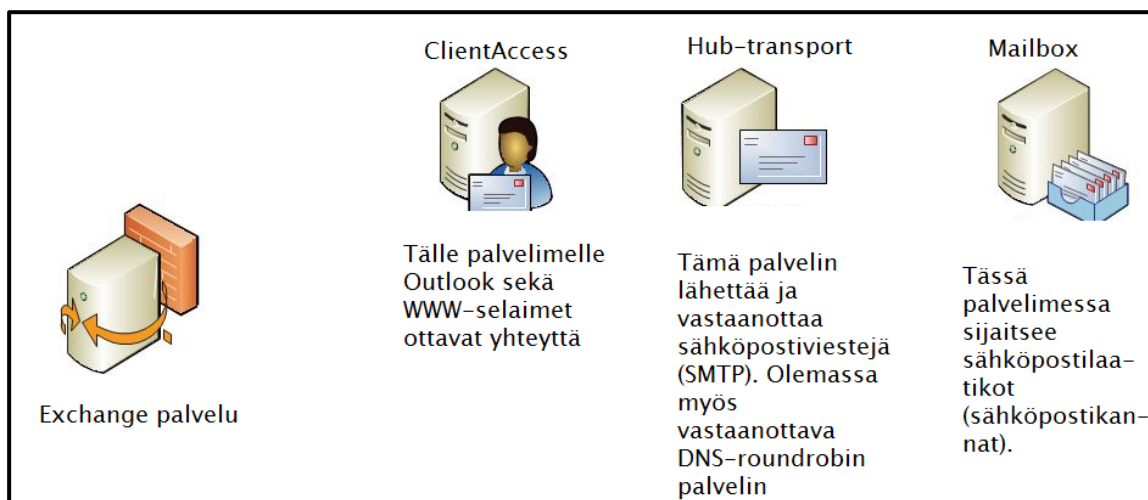 ClientAccess
Tälle palvelimelle
Outlook sekä
WWW-selaimet
ottavat yhteyttä
Hub-transport
Tämä palvelin
lähettää ja
vastaanottaa
sähköpostiviestejä
(SMTP). Olemassa
myös
vastaanottava
DNS-roundrobin
palvelin
Mailbox
Tässä
palvelimessa
sijaitsee
sähköpostilaa-
tikot
(sähköpostikan-
nat).
Exchange palvelu